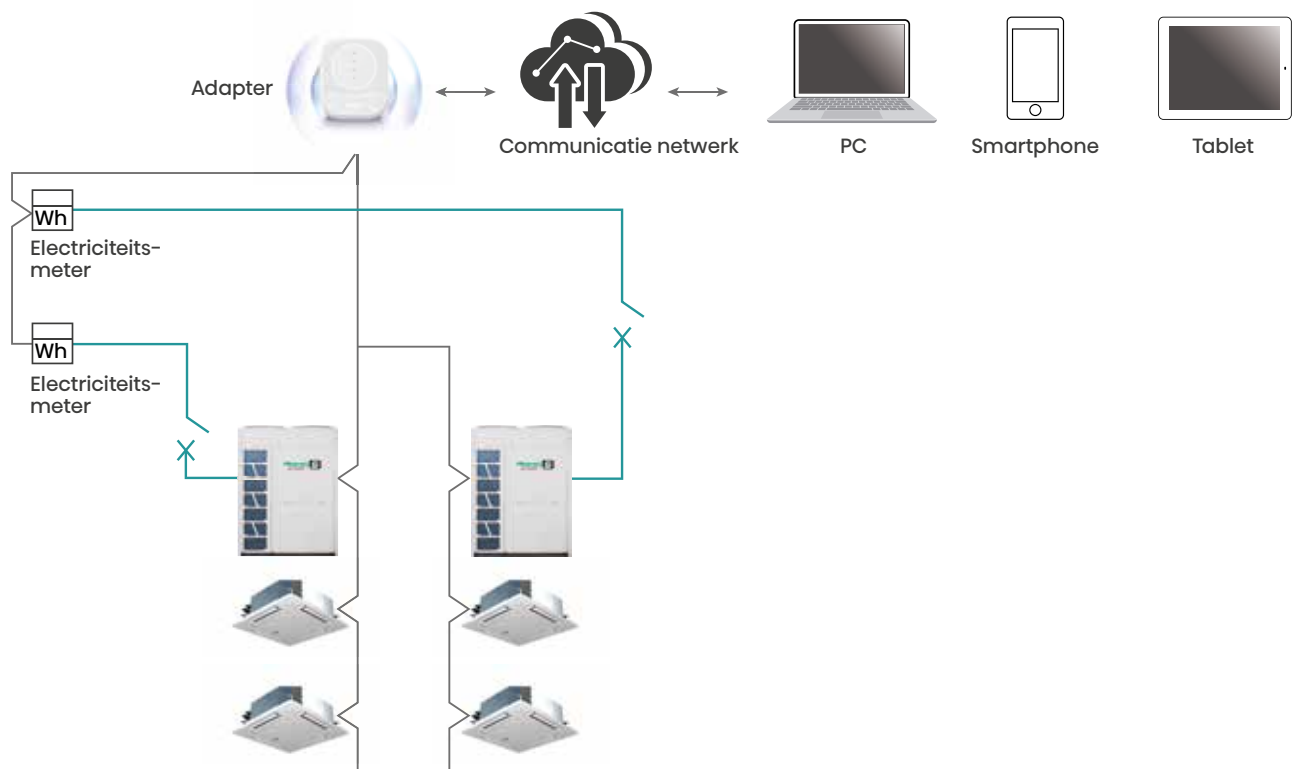 Adapter
Communicatie netwerk
PC
Smartphone
Tablet
Wh
Electriciteits-
meter
Wh
Electriciteits-
meter